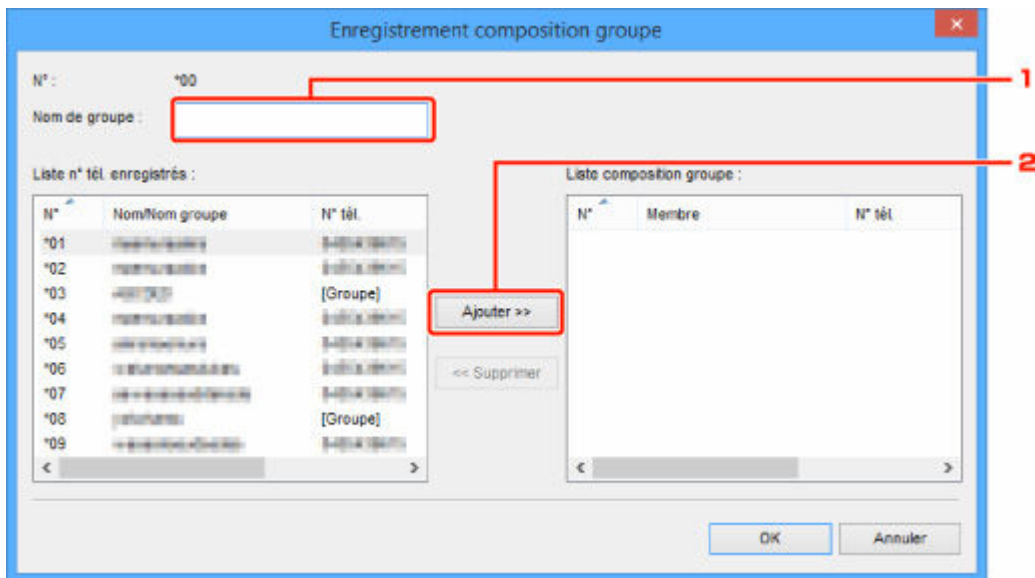 Enregistrement composition groupe
N° : *00
1
Nom de groupe :
2
Liste n° tél. enregistrés : Liste composition groupe :
N° Nom/Nom groupe N° tél. N° Membre N° tél.
*01
*02
*03 [Groupe]
*04
*05
*06
*07
*08 [Groupe]
*09
Ajouter >>
<< Supprimer
OK Annuler